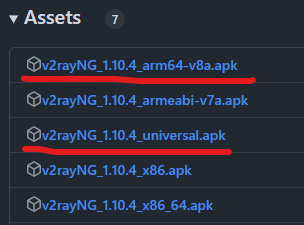 Assets 7
v2rayNG_1.10.4_arm64-v8a.apk
v2rayNG_1.10.4_armeabi-v7a.apk
v2rayNG_1.10.4_universal.apk
v2rayNG_1.10.4_x86.apk
v2rayNG_1.10.4_x86_64.apk